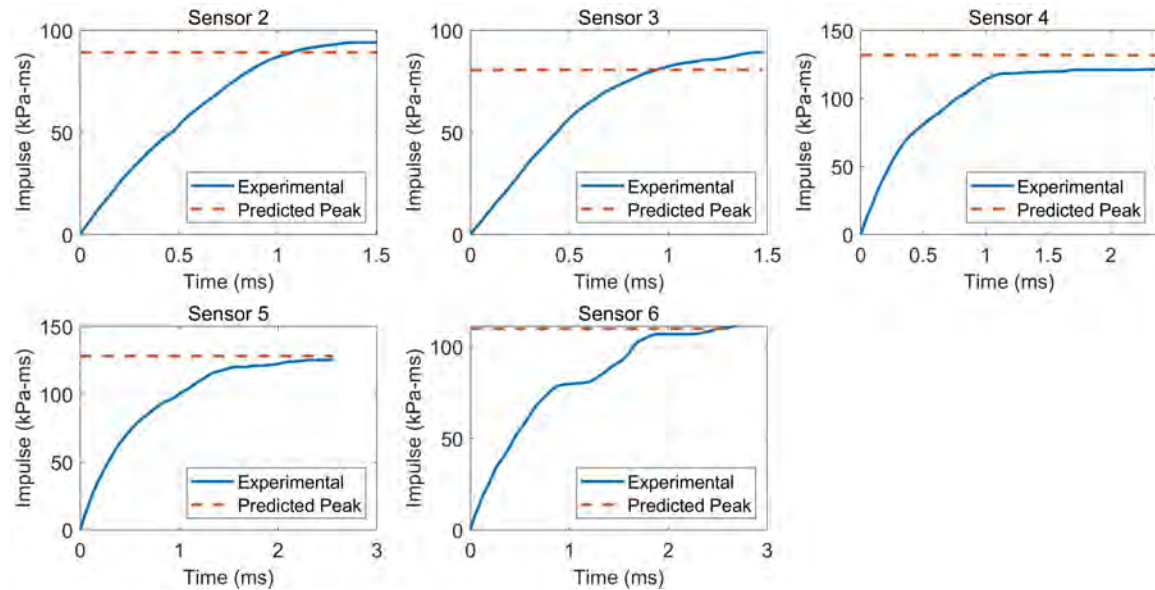 Sensor 2
100
50
0
Impulse (kPa-ms)
Experimental
Predicted Peak
0 0.5 1 1.5
Time (ms)
Sensor 3
100
50
0
Impulse (kPa-ms)
Experimental
Predicted Peak
0 0.5 1 1.5
Time (ms)
Sensor 4
150
100
50
0
Impulse (kPa-ms)
Experimental
Predicted Peak
0 0.5 1 1.5 2
Time (ms)
Sensor 5
150
100
50
0
Impulse (kPa-ms)
Experimental
Predicted Peak
0 1 2 3
Time (ms)
Sensor 6
100
50
0
Impulse (kPa-ms)
Experimental
Predicted Peak
0 1 2 3
Time (ms)